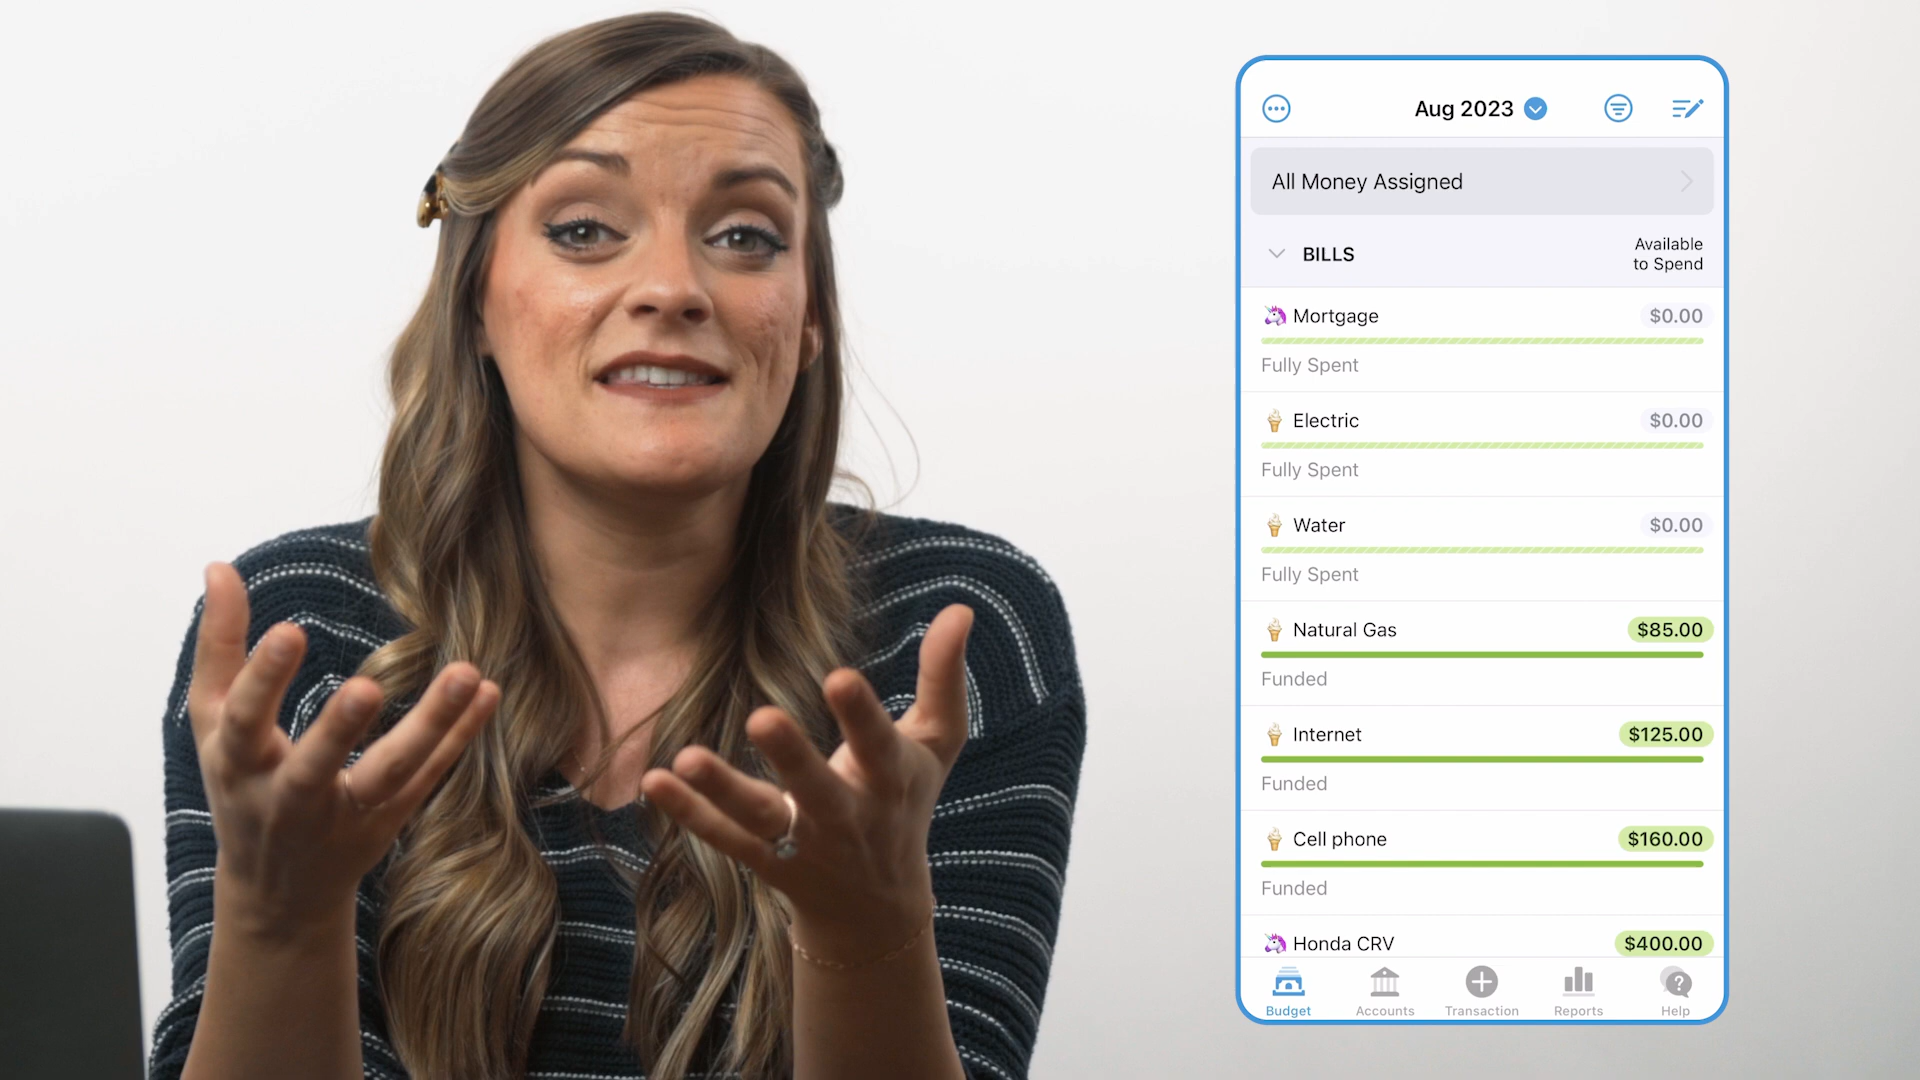 Aug 2023
All Money Assigned
BILLS
Available
to Spend
Mortgage $0.00
Fully Spent
Electric $0.00
Fully Spent
Water $0.00
Fully Spent
Natural Gas $85.00
Funded
Internet $125.00
Funded
Cell phone $160.00
Funded
Honda CRV $400.00
Budget Accounts Transaction Reports Help